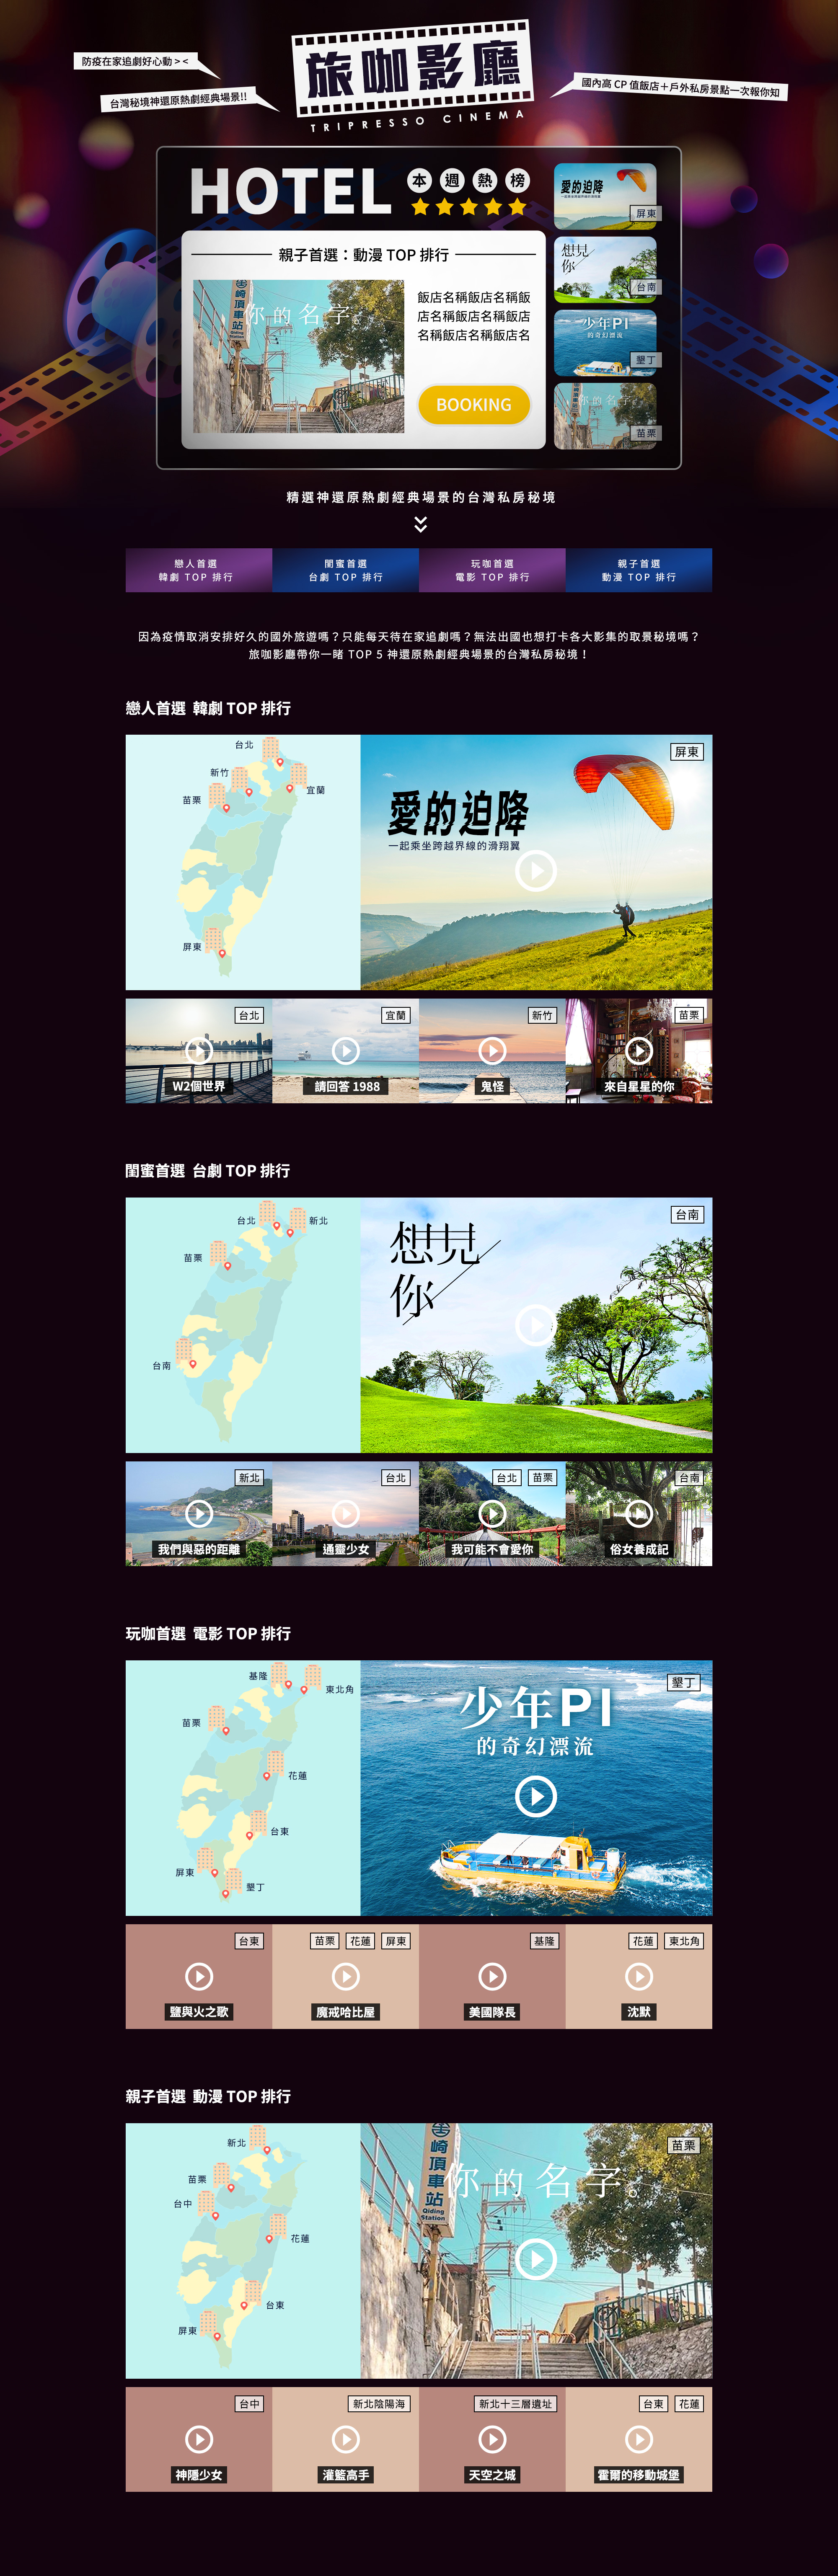 防疫在家追劇好心動 > <
台灣秘境神還原熱劇經典場景!!
旅咖影廳
TRIPRESSO CINEMA
國內高 CP 值飯店＋戶外私房景點一次報你知
HOTEL
本週熱榜
親子首選：動漫 TOP 排行
崎頂車站
你的名字。
飯店名稱飯店名稱飯
店名稱飯店名稱飯店
名稱飯店名稱飯店名
BOOKING
愛的迫降
一起乘坐跨越界線的滑翔翼
屏東
想見
你
台南
少年PI
的奇幻漂流
墾丁
你的名字。
苗栗
精選神還原熱劇經典場景的台灣私房秘境
戀人首選
韓劇 TOP 排行
閨蜜首選
台劇 TOP 排行
玩咖首選
電影 TOP 排行
親子首選
動漫 TOP 排行
因為疫情取消安排好久的國外旅遊嗎？只能每天待在家追劇嗎？無法出國也想打卡各大影集的取景秘境嗎？
旅咖影廳帶你一睹 TOP 5 神還原熱劇經典場景的台灣私房秘境！
戀人首選 韓劇 TOP 排行
台北
新竹
宜蘭
苗栗
屏東
屏東
愛的迫降
一起乘坐跨越界線的滑翔翼
台北
W2個世界
宜蘭
請回答 1988
新竹
鬼怪
苗栗
來自星星的你
閨蜜首選 台劇 TOP 排行
台北
新北
苗栗
台南
台南
想見
你
新北
我們與惡的距離
台北
通靈少女
台北
苗栗
我可能不會愛你
台南
俗女養成記
玩咖首選 電影 TOP 排行
基隆
東北角
苗栗
花蓮
台東
屏東
墾丁
墾丁
少年PI
的奇幻漂流
台東
鹽與火之歌
苗栗
花蓮
屏東
魔戒哈比屋
基隆
美國隊長
花蓮
東北角
沈默
親子首選 動漫 TOP 排行
新北
苗栗
台中
花蓮
台東
屏東
苗栗
崎頂車站
Qiding
Station
你的名字。
台中
神隱少女
新北陰陽海
灌籃高手
新北十三層遺址
天空之城
台東
花蓮
霍爾的移動城堡